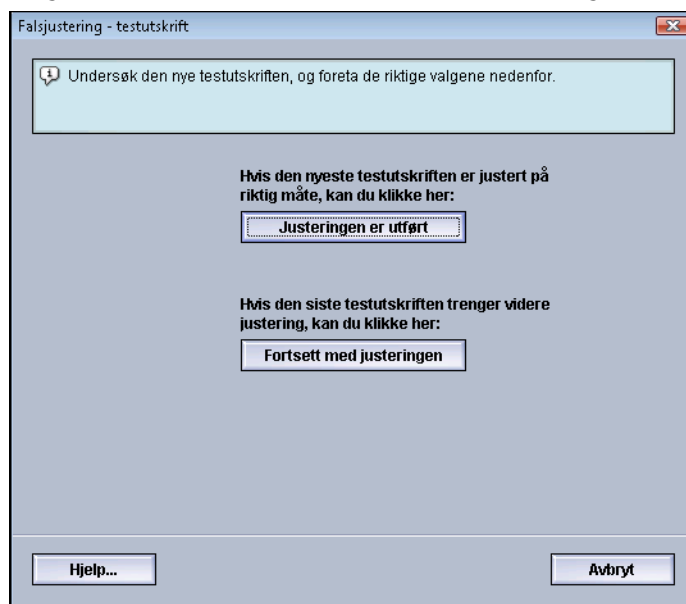 Falsjustering - testutskrift
Undersøk den nye testutskriften, og foreta de riktige valgene nedenfor.
Hvis den nyeste testutskriften er justert på
riktig måte, kan du klikke her:
Justeringen er utført
Hvis den siste testutskriften trenger videre
justering, kan du klikke her:
Fortsett med justeringen
Hjelp...
Avbryt